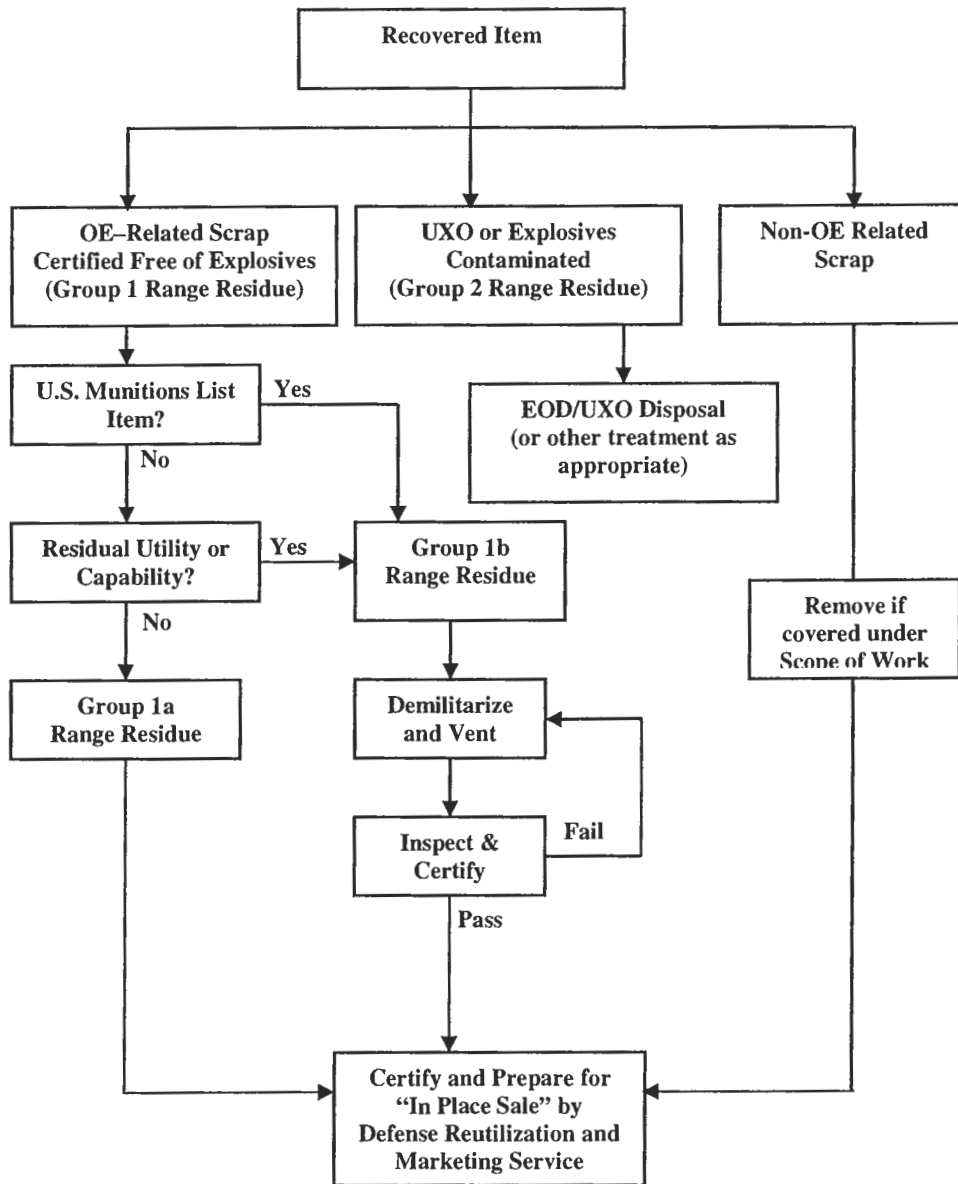 Recovered Item
OE–Related Scrap
Certified Free of Explosives
(Group 1 Range Residue)
UXO or Explosives
Contaminated
(Group 2 Range Residue)
Non-OE Related
Scrap
U.S. Munitions List
Item?
Yes
No
EOD/UXO Disposal
(or other treatment as
appropriate)
Residual Utility or
Capability?
Yes
No
Group 1b
Range Residue
Remove if
covered under
Scope of Work
Group 1a
Range Residue
Demilitarize
and Vent
Inspect &
Certify
Fail
Pass
Certify and Prepare for
“In Place Sale” by
Defense Reutilization and
Marketing Service